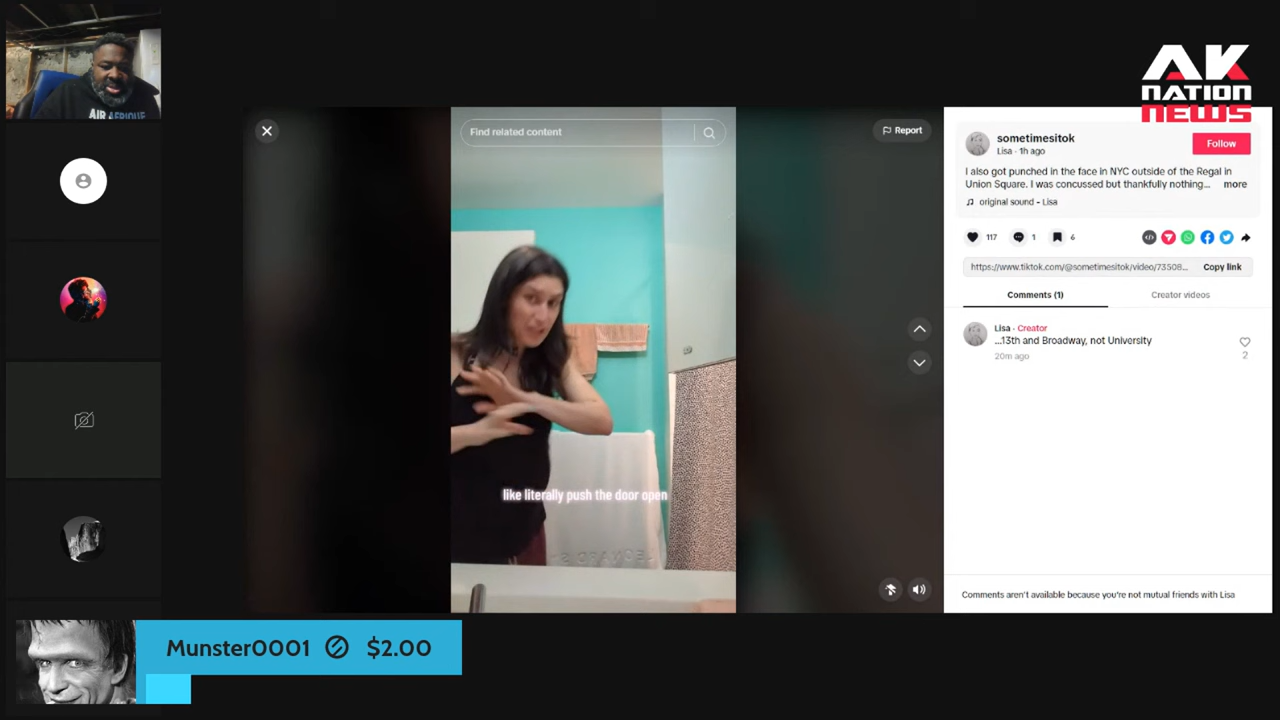 AIR AFRIQUE
AK
NATION
NEWS
Find related content
Report
sometimesitok
Lisa · 1h ago
Follow
I also got punched in the face in NYC outside of the Regal in
Union Square. I was concussed but thankfully nothing... more
original sound - Lisa
117
1
6
https://www.tiktok.com/@sometimesitok/video/73508...
Copy link
Comments (1)
Creator videos
Lisa · Creator
...13th and Broadway, not University
20m ago
2
like literally push the door open
Comments aren't available because you're not mutual friends with Lisa
Munster0001 $2.00